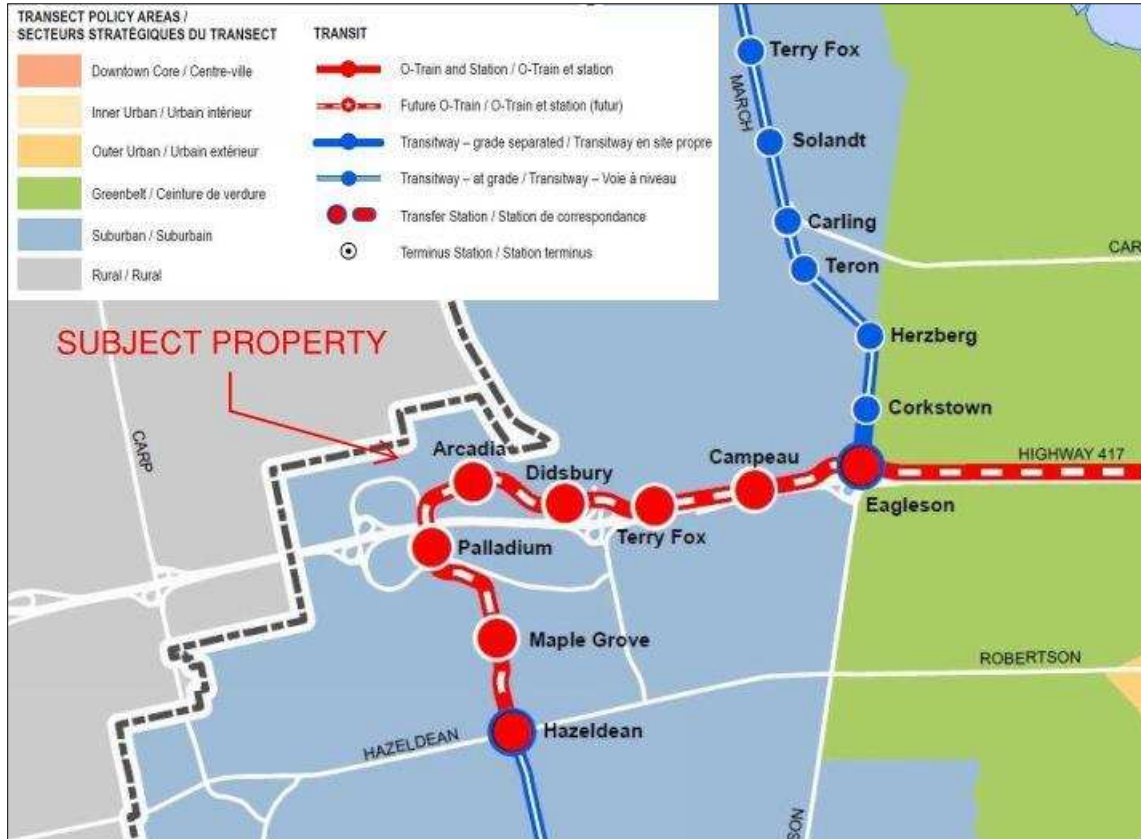 TRANSECT POLICY AREAS /
SECTEURS STRATÉGIQUES DU TRANSECT
Downtown Core / Centre-ville
Inner Urban / Urbain intérieur
Outer Urban / Urbain extérieur
Greenbelt / Ceinture de verdure
Suburban / Suburbain
Rural / Rural
TRANSIT
O-Train and Station / O-Train et station
Future O-Train / O-Train et station (futur)
Transitway – grade separated / Transitway en site propre
Transitway – at grade / Transitway – Voie à niveau
Transfer Station / Station de correspondance
Terminus Station / Station terminus
Terry Fox
MARCH
Solandt
Carling
CAR
Teron
Herzberg
Corkstown
SUBJECT PROPERTY
CARP
Arcadia
Didsbury
Campeau
HIGHWAY 417
Eagleson
Terry Fox
Palladium
Maple Grove
ROBERTSON
Hazeldean
HAZELDEAN
SON